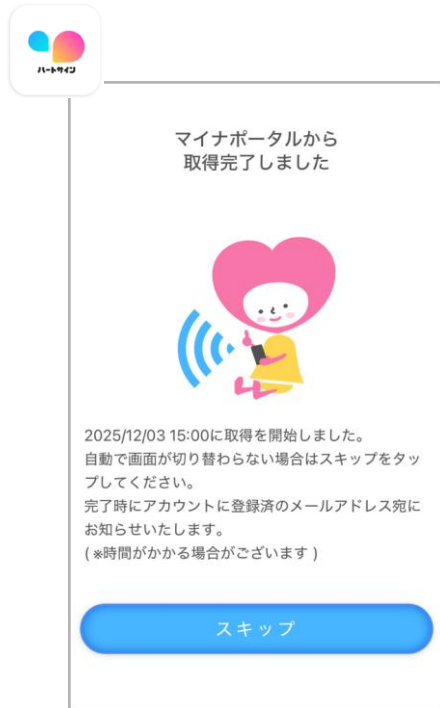 ハートサイン
マイナポータルから
取得完了しました
2025/12/03 15:00に取得を開始しました。
自動で画面が切り替わらない場合はスキップをタッ
プしてください。
完了時にアカウントに登録済のメールアドレス宛に
お知らせいたします。
( ※時間がかかる場合がございます )
スキップ